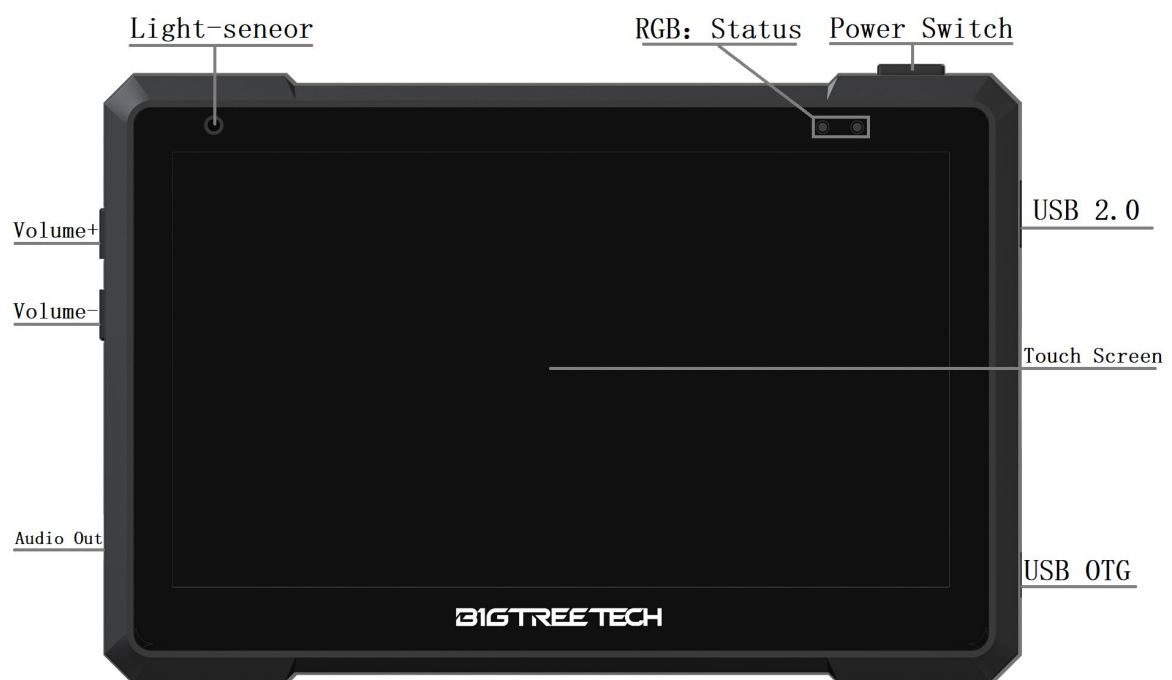 Light-seneor
RGB: Status
Power Switch
Volume+
USB 2.0
Volume-
Touch Screen
Audio Out
USB OTG
BIGTREETECH